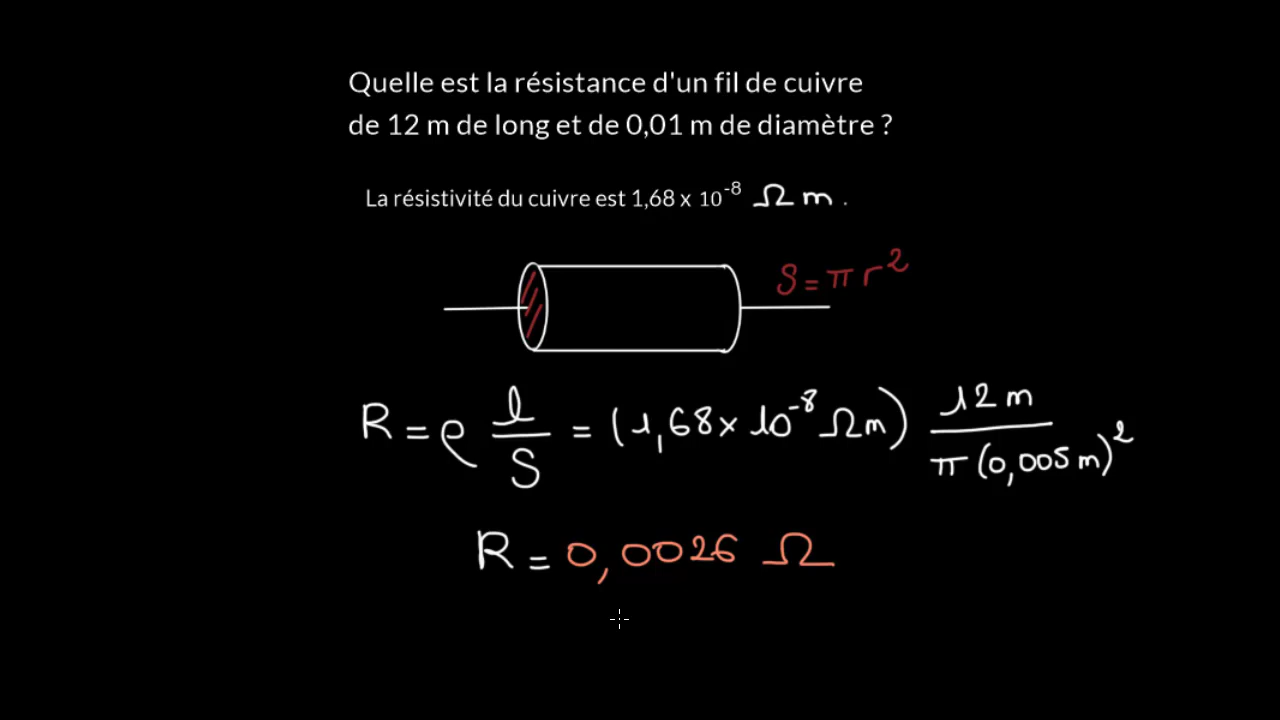 Quelle est la résistance d'un fil de cuivre
de 12 m de long et de 0,01 m de diamètre ?
La résistivité du cuivre est 1,68 x 10⁻⁸ Ω m .
S = π r²
R = ρ l/S = (1,68 × 10⁻⁸ Ω m) 12 m / π (0,005 m)²
R = 0,0026 Ω